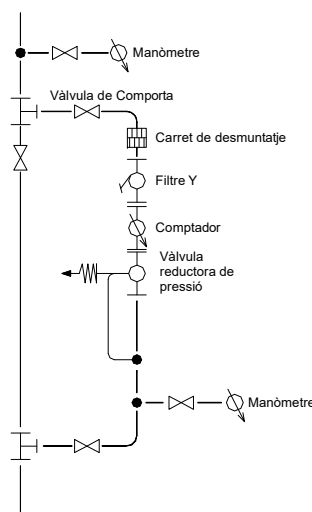 Manòmetre
Vàlvula de Comporta
Carret de desmuntatje
Filtre Y
Comptador
Vàlvula
reductora de
pressió
Manòmetre